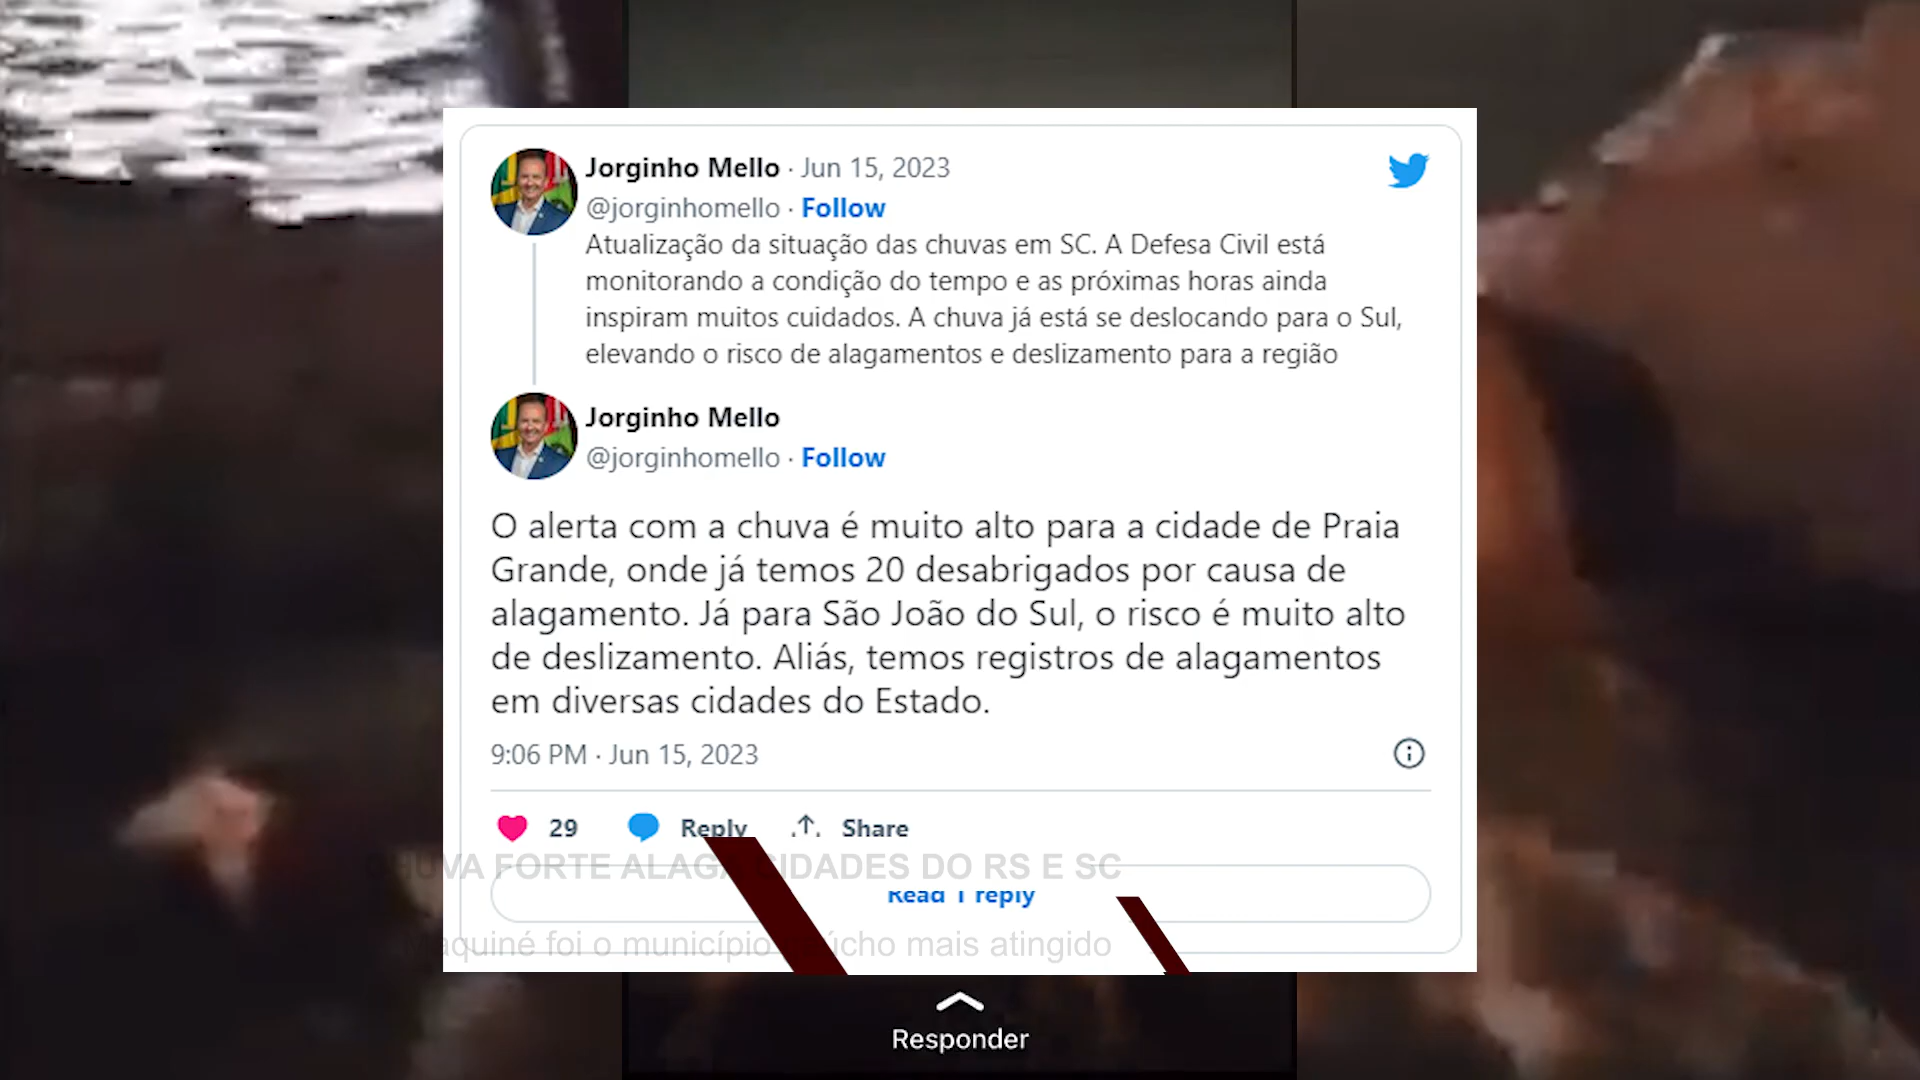 Jorginho Mello · Jun 15, 2023
@jorginhomello · Follow
Atualização da situação das chuvas em SC. A Defesa Civil está
monitorando a condição do tempo e as próximas horas ainda
inspiram muitos cuidados. A chuva já está se deslocando para o Sul,
elevando o risco de alagamentos e deslizamento para a região
Jorginho Mello
@jorginhomello · Follow
O alerta com a chuva é muito alto para a cidade de Praia
Grande, onde já temos 20 desabrigados por causa de
alagamento. Já para São João do Sul, o risco é muito alto
de deslizamento. Aliás, temos registros de alagamentos
em diversas cidades do Estado.
9:06 PM · Jun 15, 2023
29 Reply Share
CHUVA FORTE ALAGA CIDADES DO RS E SC
Read 1 reply
Maquiné foi o município gaúcho mais atingido
Responder